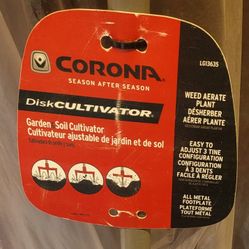 CORONA
SEASON AFTER SEASON
DiskCULTIVATOR
Garden Soil Cultivator
Cultivateur ajustable de jardin et de sol
LG13635
WEED AERATE
PLANT
DÉSHERBER
AÉRER PLANTE
EASY TO
ADJUST 3 TINE
CONFIGURATION
CONFIGURATION
À 3 DENTS
FACILE A RÉGLER
ALL METAL
FOOTPLATE
PLATEFORME
TOUT METAL